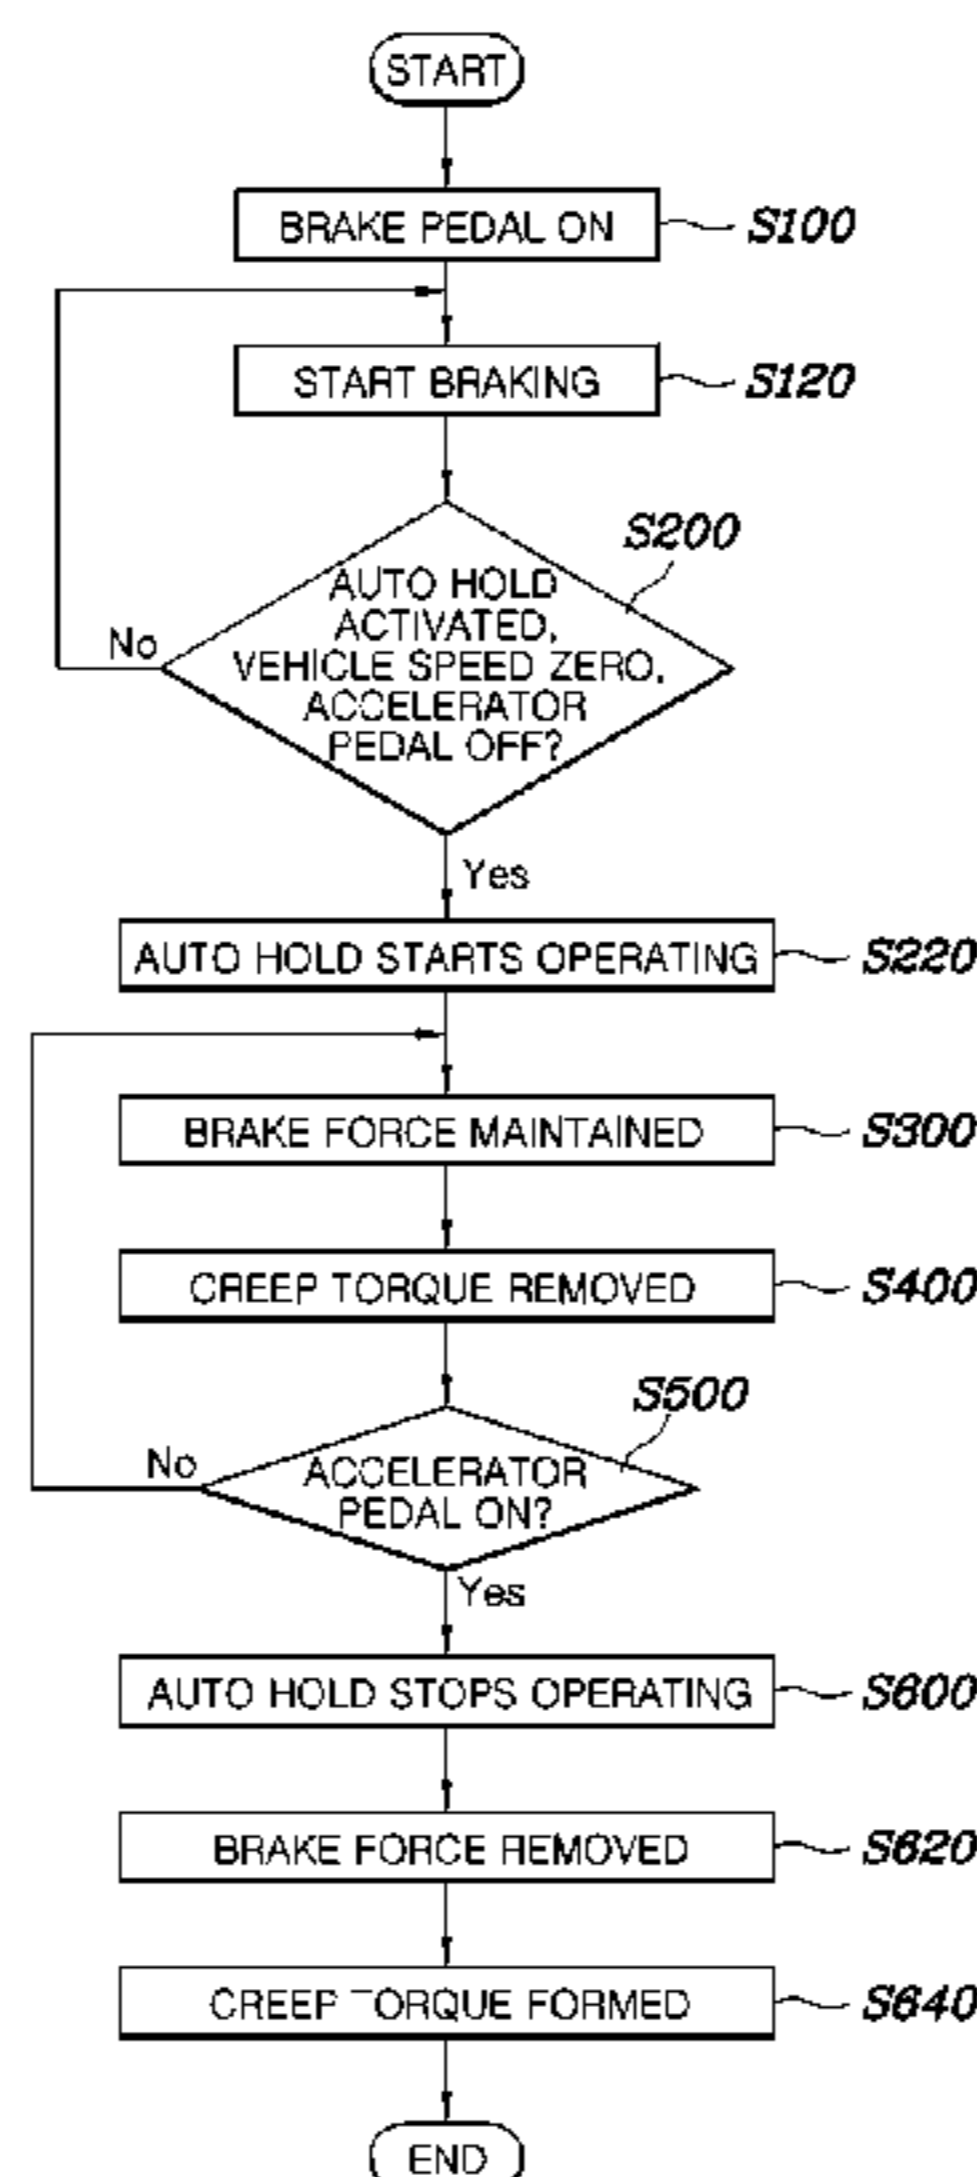 START
BRAKE PEDAL ON
S100
START BRAKING
S120
S200
AUTO HOLD
ACTIVATED,
VEHICLE SPEED ZERO,
ACCELERATOR
PEDAL OFF?
No
Yes
AUTO HOLD STARTS OPERATING
S220
BRAKE FORCE MAINTAINED
S300
CREEP TORQUE REMOVED
S400
S500
No
ACCELERATOR
PEDAL ON?
Yes
AUTO HOLD STOPS OPERATING
S600
BRAKE FORCE REMOVED
S620
CREEP TORQUE FORMED
S640
END